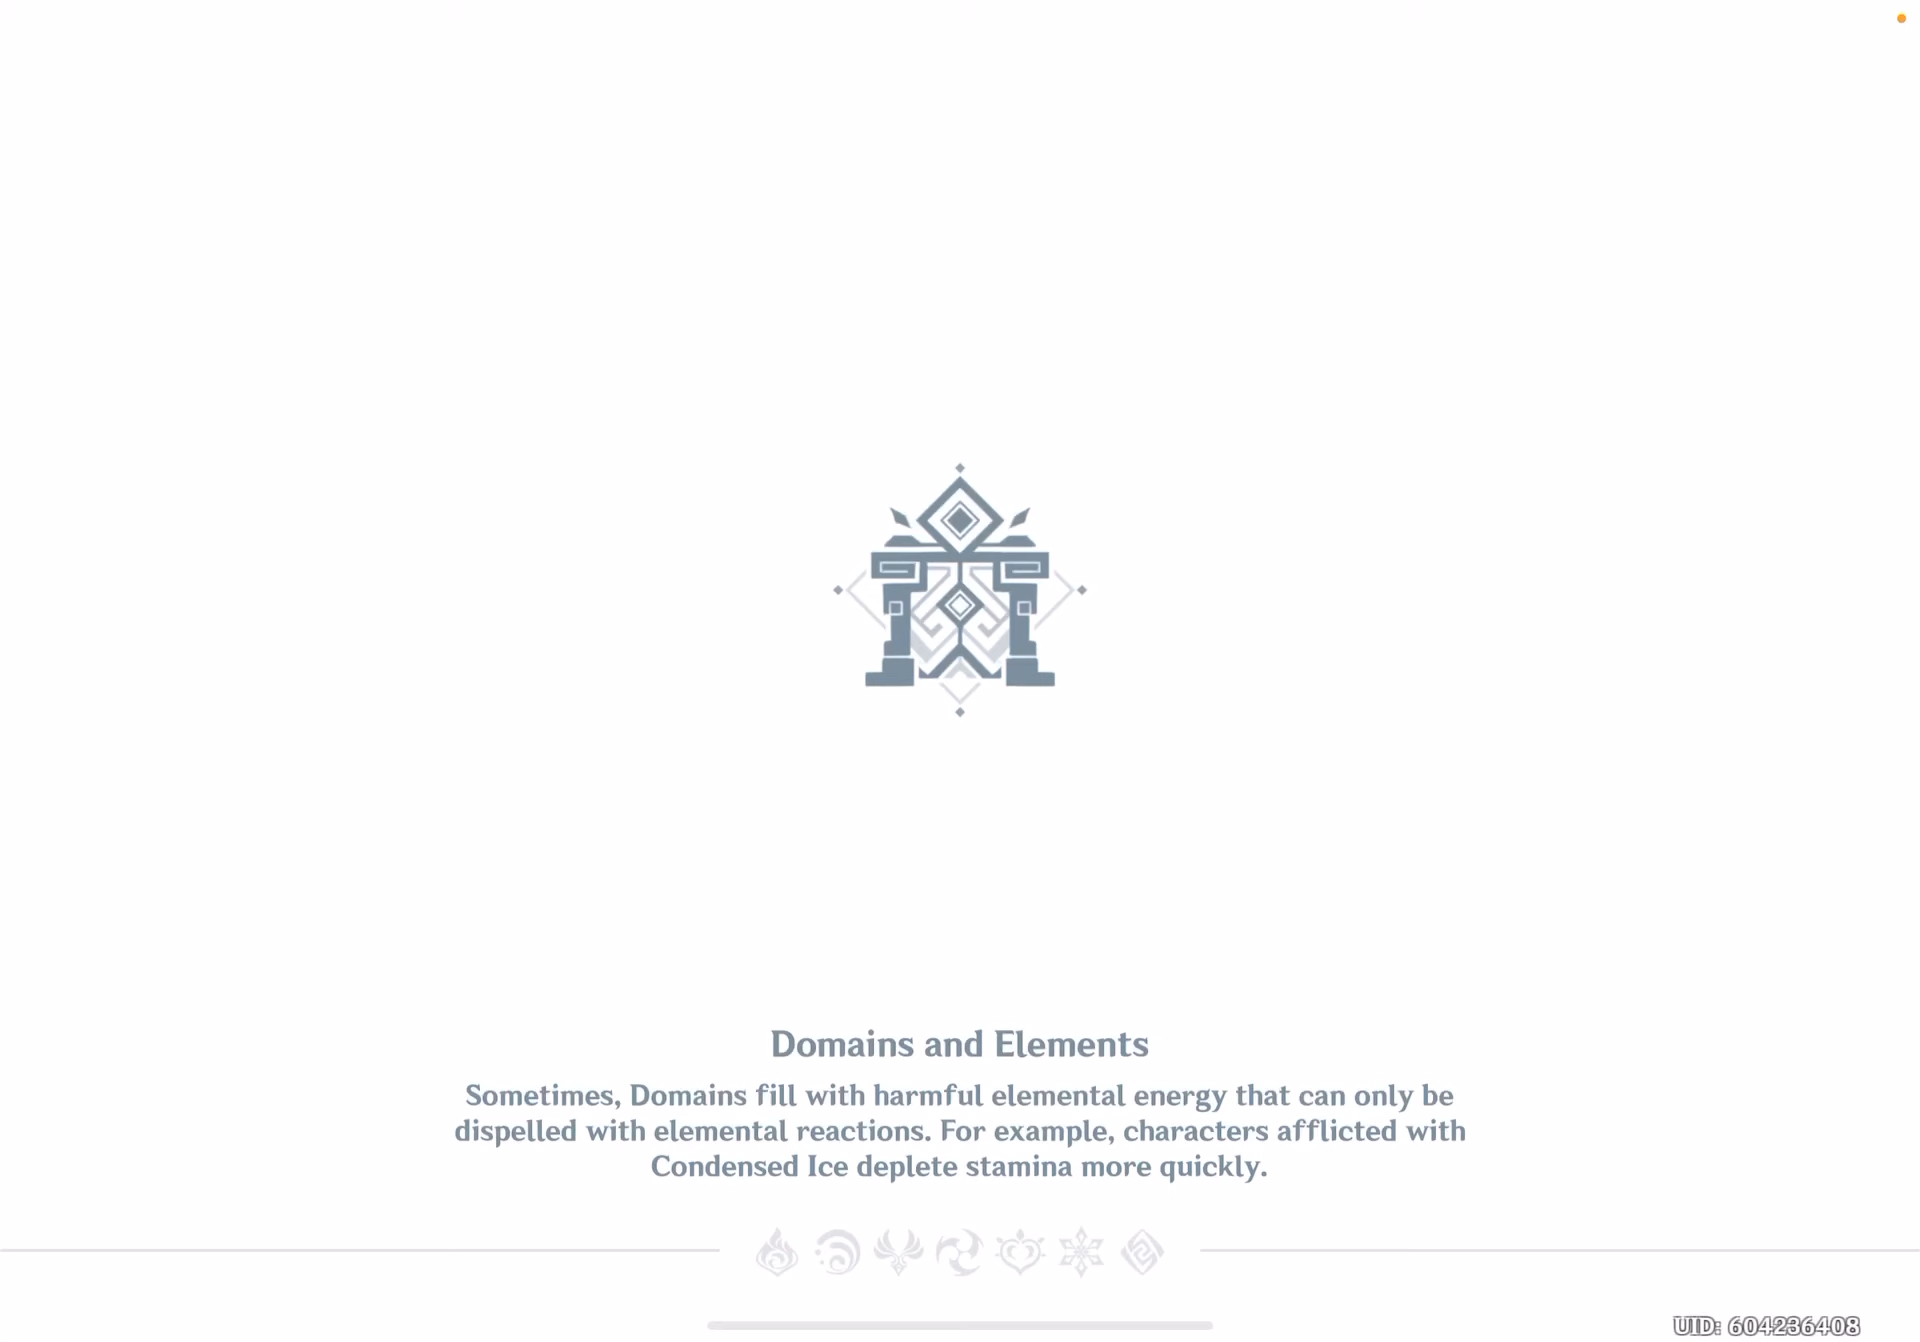 Domains and Elements
Sometimes, Domains fill with harmful elemental energy that can only be
dispelled with elemental reactions. For example, characters afflicted with
Condensed Ice deplete stamina more quickly.
UID: 604236408